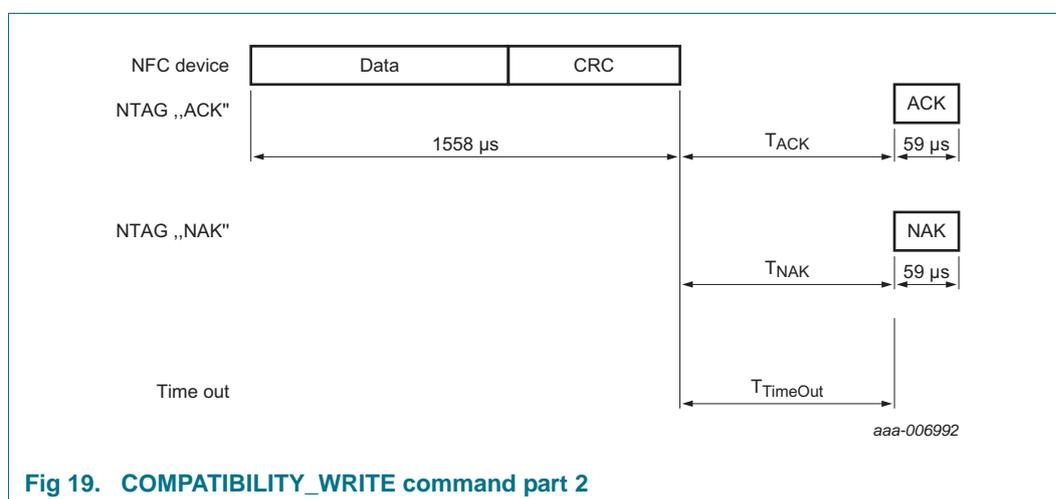 NFC device Data CRC
NTAG ,,ACK" ACK
1558 µs TACK 59 µs
NTAG ,,NAK" NAK
TNAK 59 µs
Time out TTimeOut
aaa-006992
Fig 19. COMPATIBILITY_WRITE command part 2